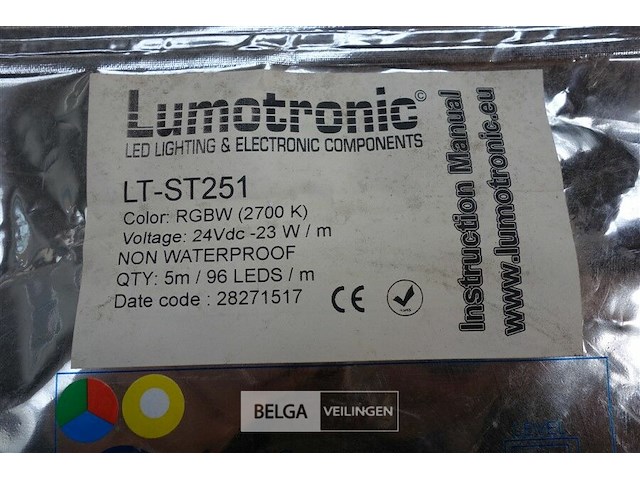 Lumotronic©
LED LIGHTING & ELECTRONIC COMPONENTS
LT-ST251
Color: RGBW (2700 K)
Voltage: 24Vdc -23 W / m
NON WATERPROOF
QTY: 5m / 96 LEDS / m
Date code : 28271517
CE
Instruction Manual
www.lumotronic.eu
BELGA VEILINGEN
LEVEL